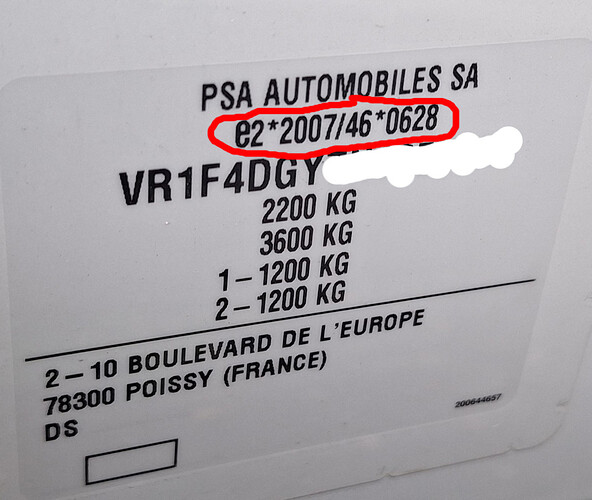 PSA AUTOMOBILES SA
e2*2007/46*0628
VR1F4DGY
2200 KG
3600 KG
1-1200 KG
2-1200 KG
2-10 BOULEVARD DE L'EUROPE
78300 POISSY (FRANCE)
DS
200644657